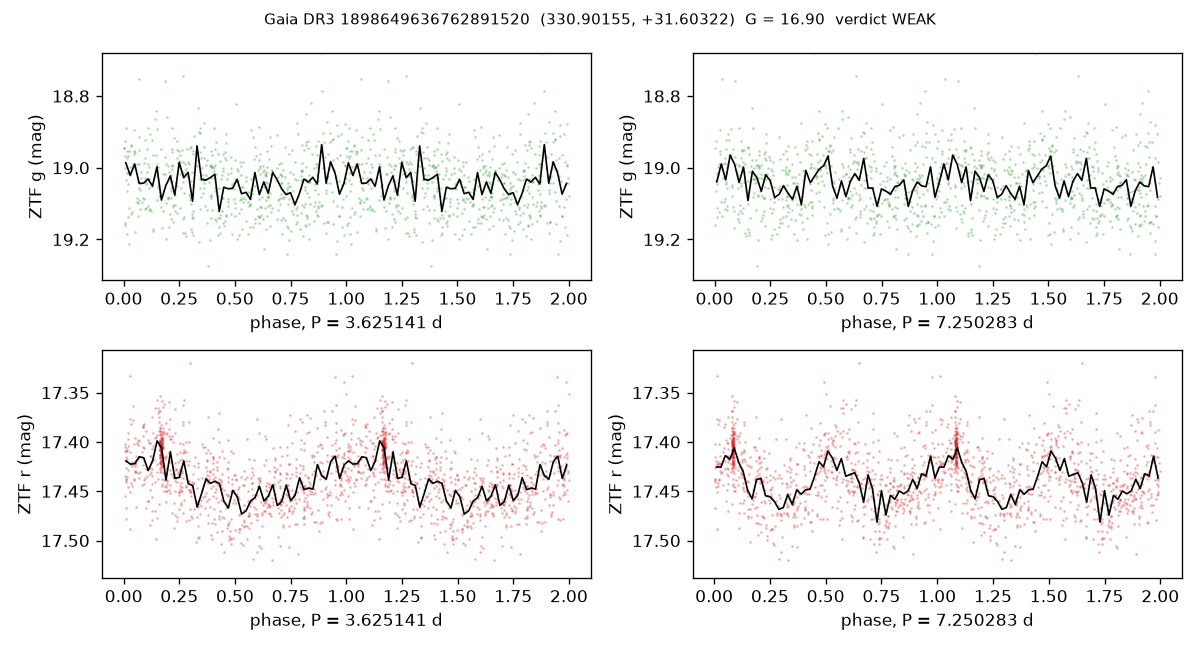 Gaia DR3 1898649636762891520  (330.90155, +31.60322)  G = 16.90  verdict WEAK
ZTF g (mag)
18.8
19.0
19.2
0.00 0.25 0.50 0.75 1.00 1.25 1.50 1.75 2.00
phase, P = 3.625141 d
ZTF g (mag)
18.8
19.0
19.2
0.00 0.25 0.50 0.75 1.00 1.25 1.50 1.75 2.00
phase, P = 7.250283 d
ZTF r (mag)
17.35
17.40
17.45
17.50
0.00 0.25 0.50 0.75 1.00 1.25 1.50 1.75 2.00
phase, P = 3.625141 d
ZTF r (mag)
17.35
17.40
17.45
17.50
0.00 0.25 0.50 0.75 1.00 1.25 1.50 1.75 2.00
phase, P = 7.250283 d